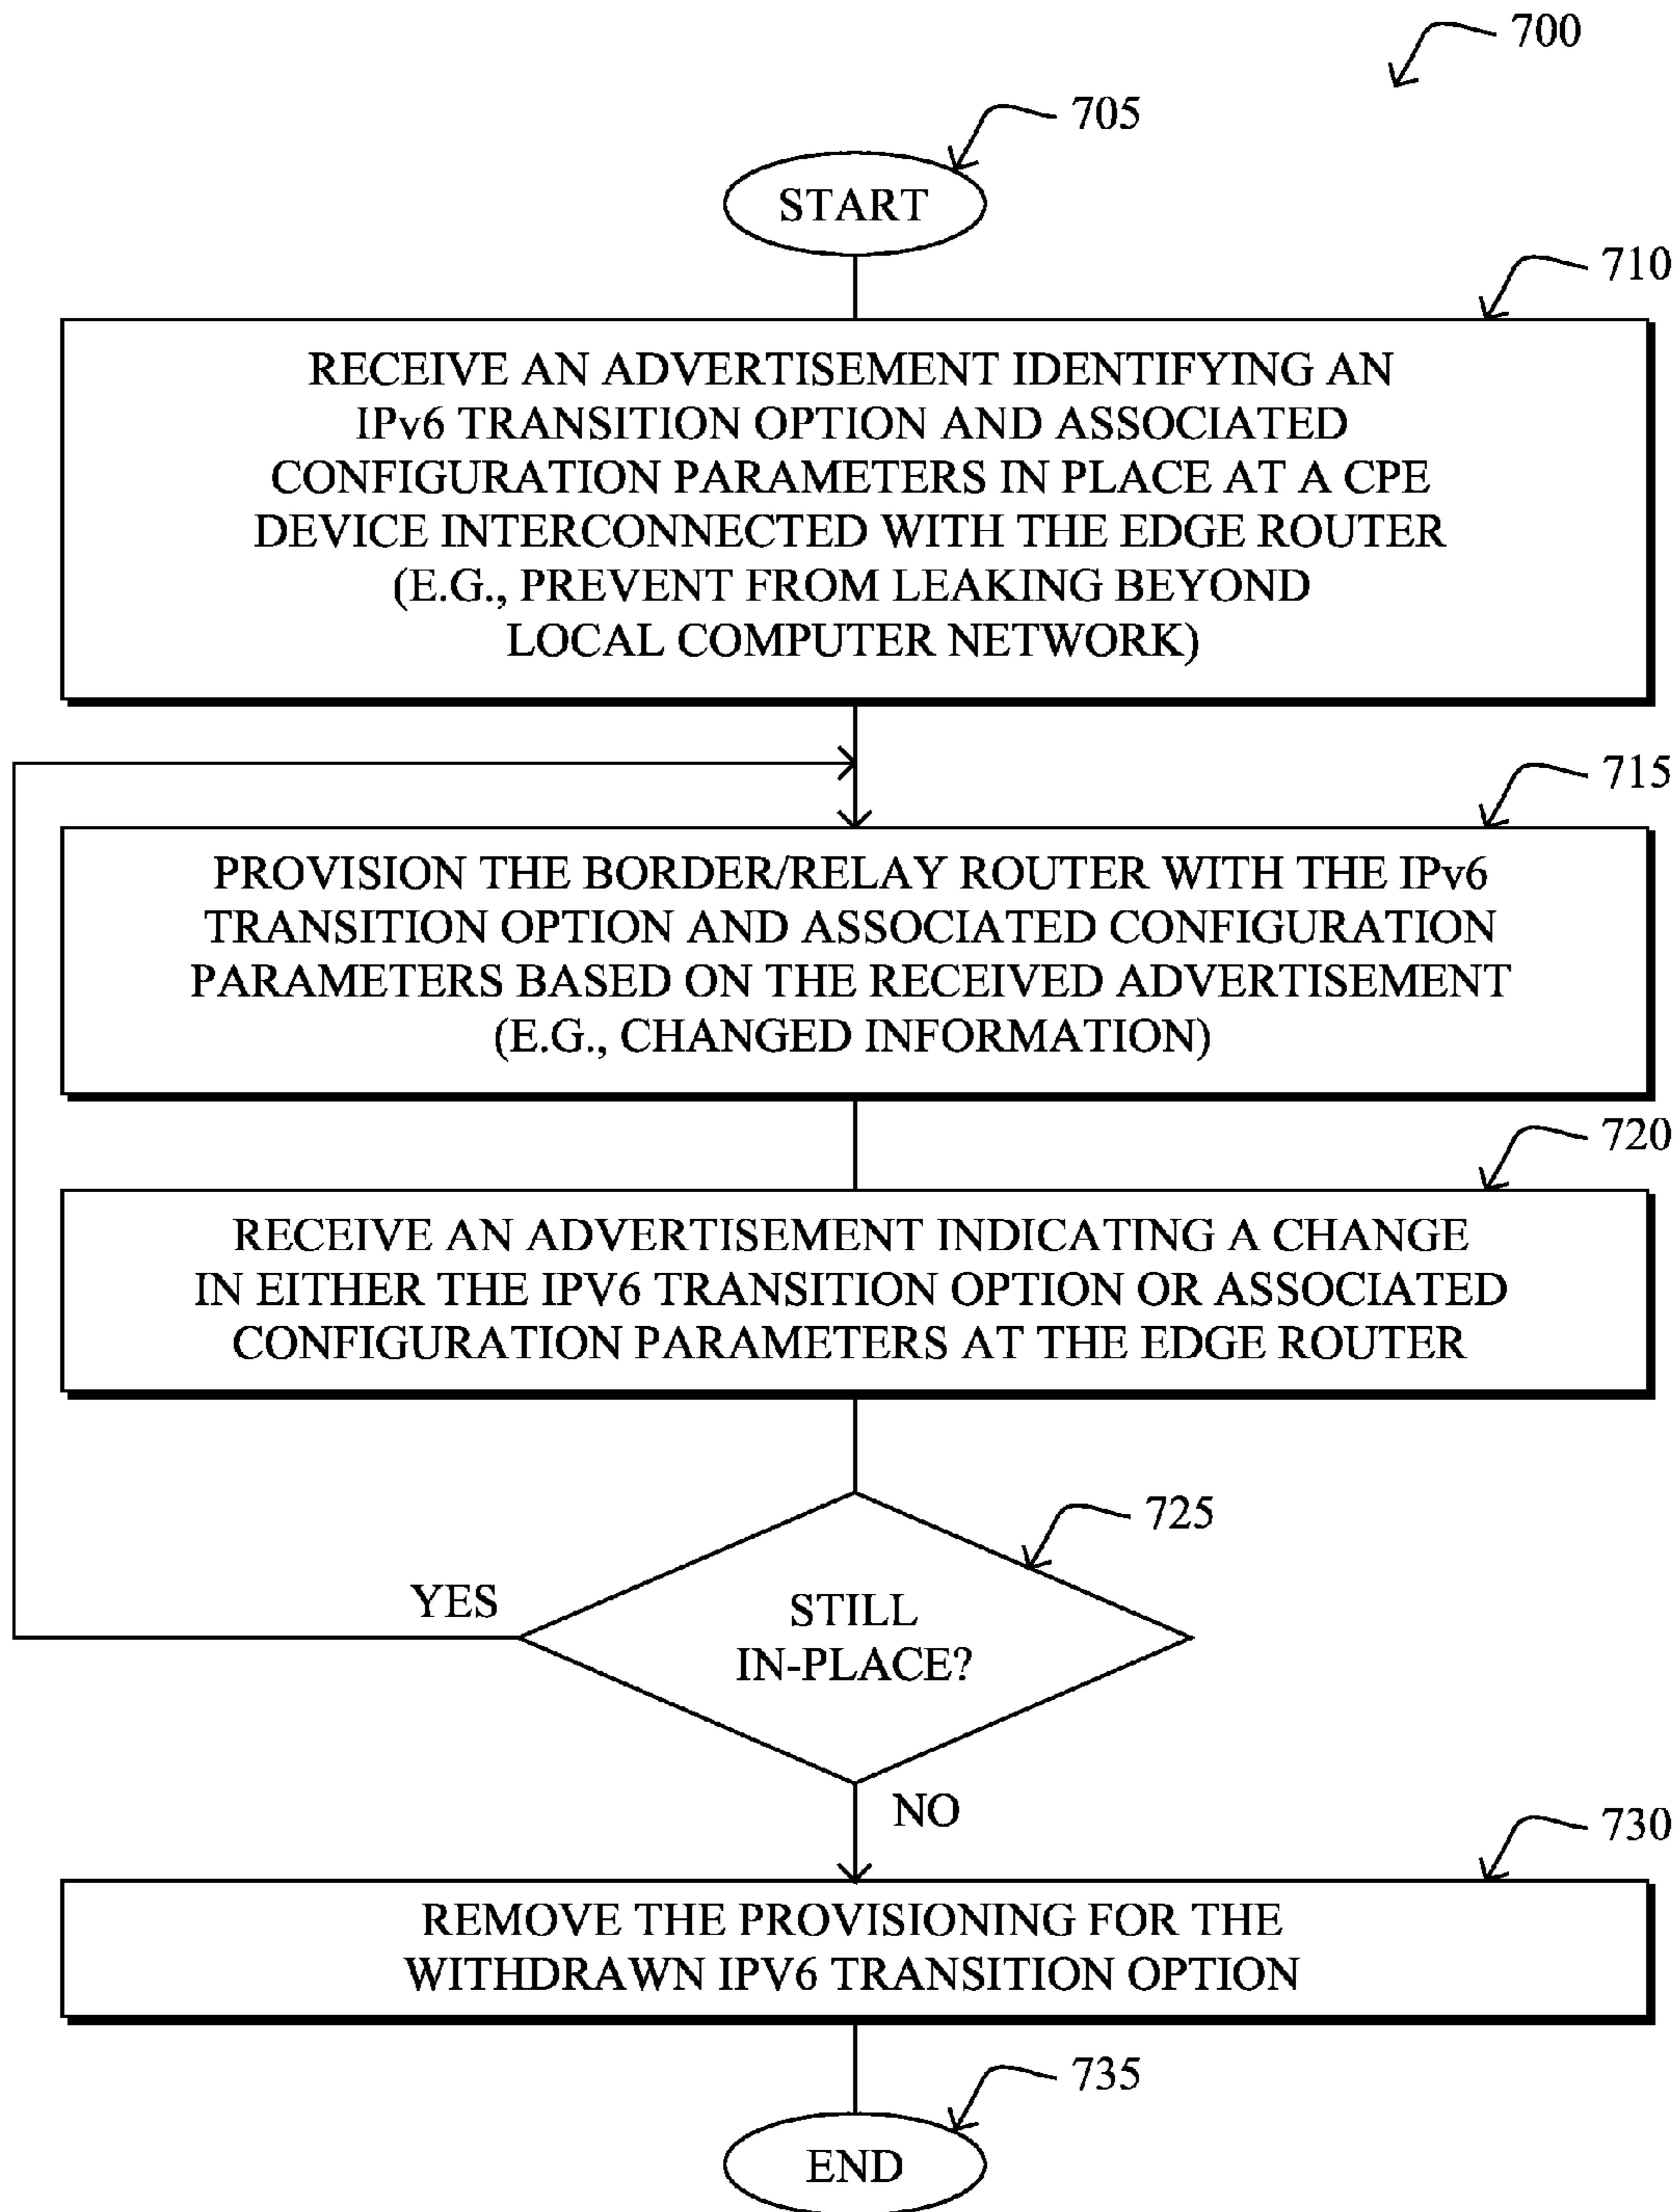 700
705
START
710
RECEIVE AN ADVERTISEMENT IDENTIFYING AN
IPv6 TRANSITION OPTION AND ASSOCIATED
CONFIGURATION PARAMETERS IN PLACE AT A CPE
DEVICE INTERCONNECTED WITH THE EDGE ROUTER
(E.G., PREVENT FROM LEAKING BEYOND
LOCAL COMPUTER NETWORK)
715
PROVISION THE BORDER/RELAY ROUTER WITH THE IPv6
TRANSITION OPTION AND ASSOCIATED CONFIGURATION
PARAMETERS BASED ON THE RECEIVED ADVERTISEMENT
(E.G., CHANGED INFORMATION)
720
RECEIVE AN ADVERTISEMENT INDICATING A CHANGE
IN EITHER THE IPV6 TRANSITION OPTION OR ASSOCIATED
CONFIGURATION PARAMETERS AT THE EDGE ROUTER
725
YES
STILL
IN-PLACE?
NO
730
REMOVE THE PROVISIONING FOR THE
WITHDRAWN IPV6 TRANSITION OPTION
735
END